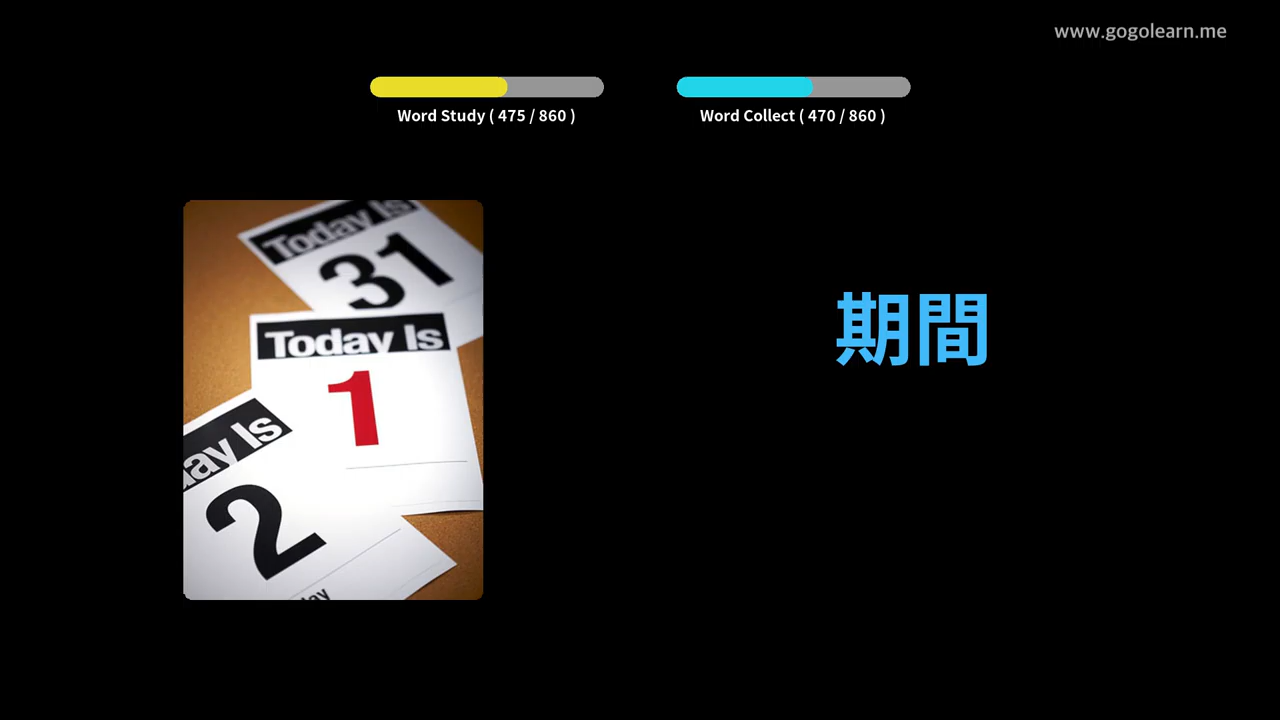 www.gogolearn.me
Word Study ( 475 / 860 )
Word Collect ( 470 / 860 )
Today Is
31
Today Is
1
ay Is
2
ay
期間